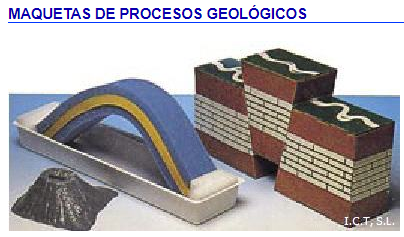 MAQUETAS DE PROCESOS GEOLÓGICOS
I.C.T, S.L.